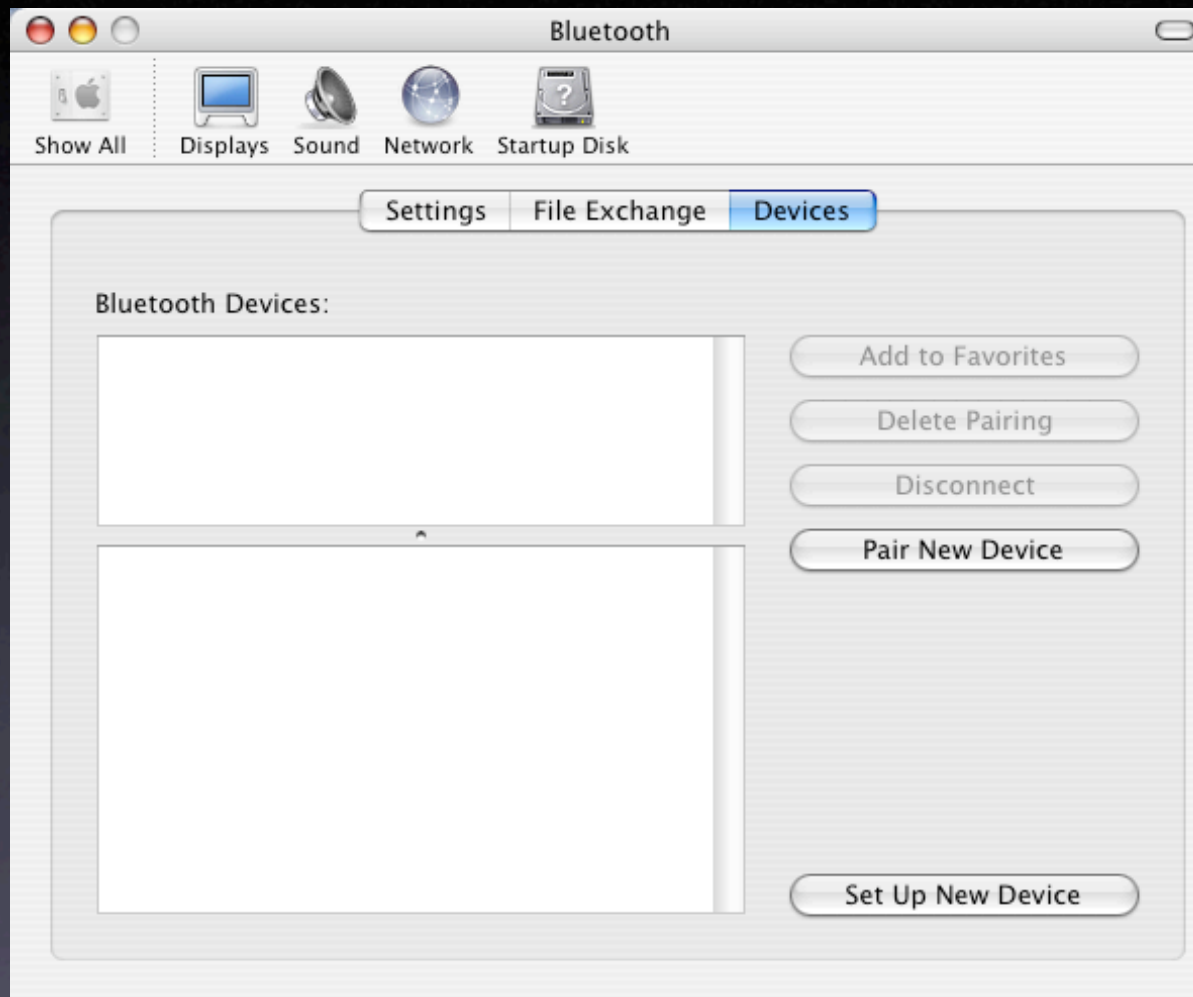 Bluetooth
Show All Displays Sound Network Startup Disk
Settings File Exchange Devices
Bluetooth Devices:
Add to Favorites
Delete Pairing
Disconnect
Pair New Device
Set Up New Device